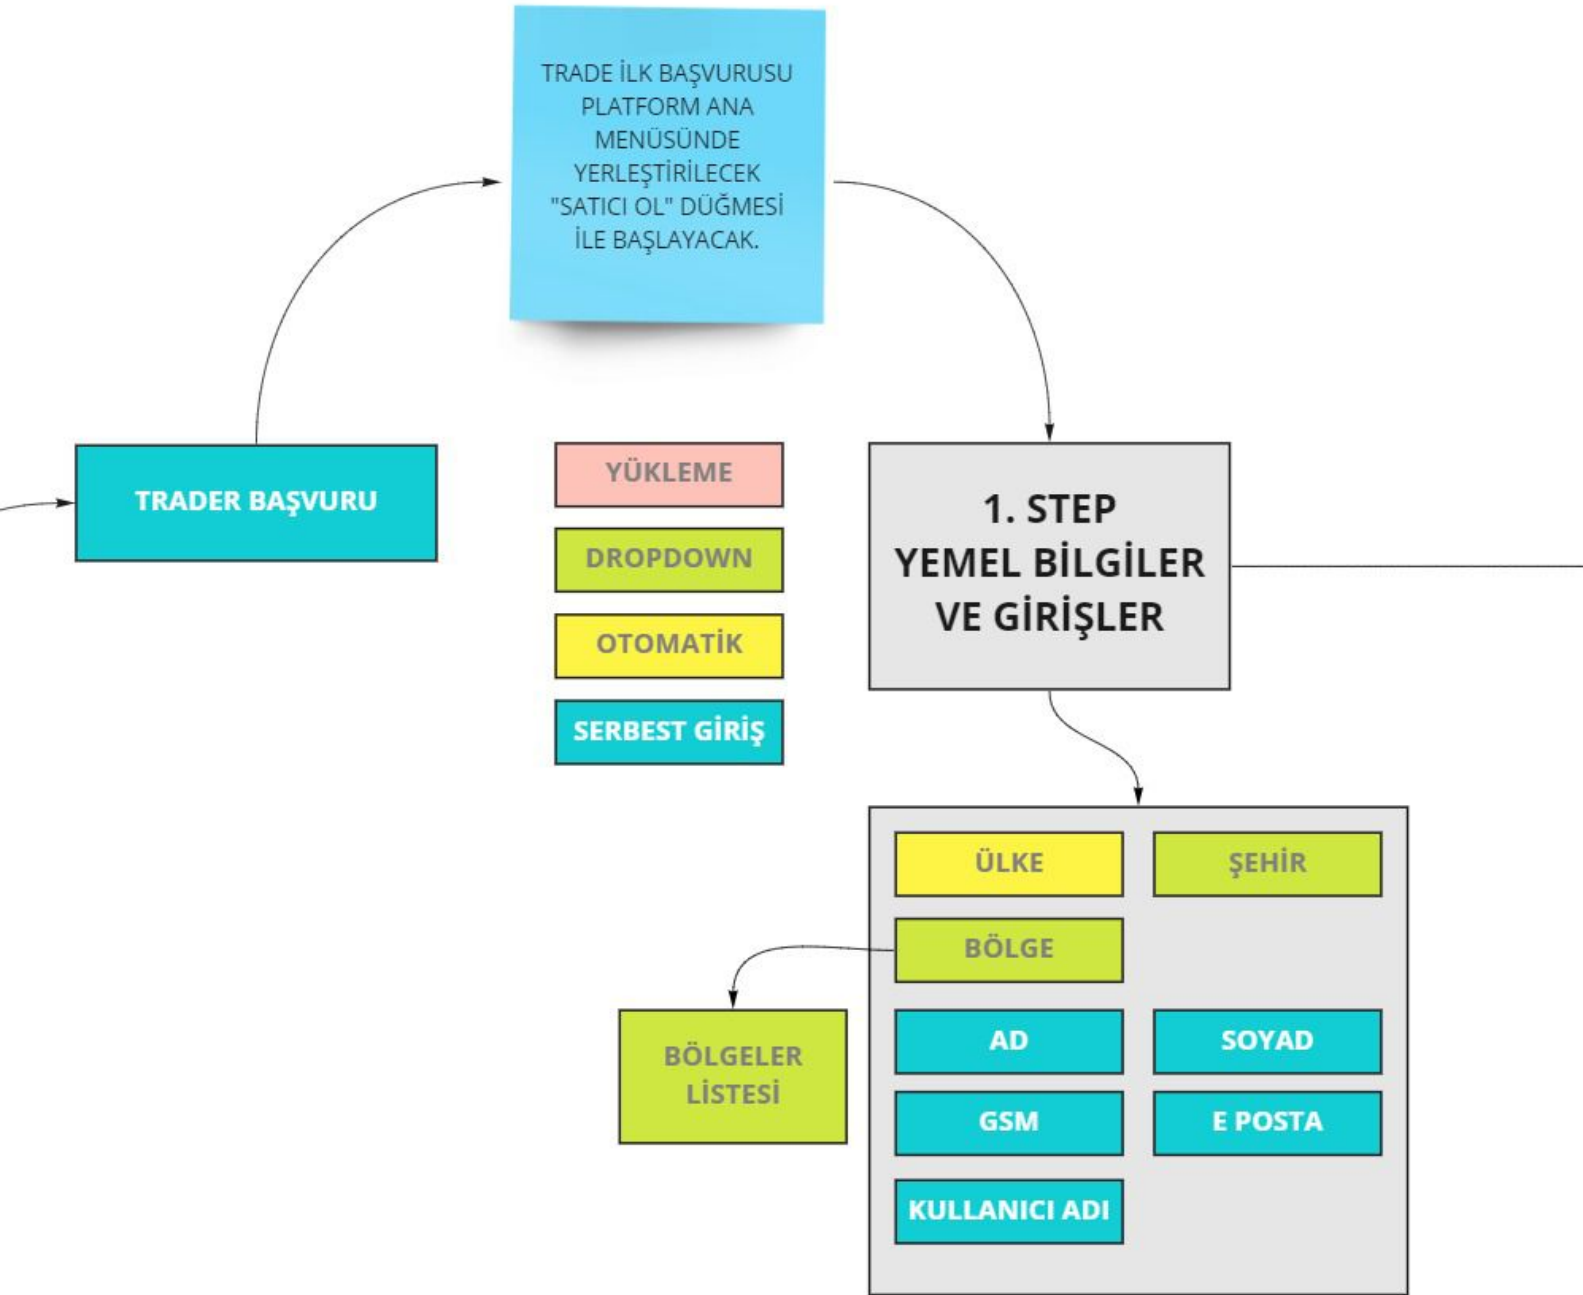 TRADE İLK BAŞVURUSU
PLATFORM ANA
MENÜSÜNDE
YERLEŞTİRİLECEK
"SATICI OL" DÜĞMESİ
İLE BAŞLAYACAK.
TRADER BAŞVURU
YÜKLEME
DROPDOWN
OTOMATİK
SERBEST GİRİŞ
1. STEP
YEMEL BİLGİLER
VE GİRİŞLER
ÜLKE
ŞEHİR
BÖLGE
BÖLGELER
LİSTESİ
AD
SOYAD
GSM
E POSTA
KULLANICI ADI